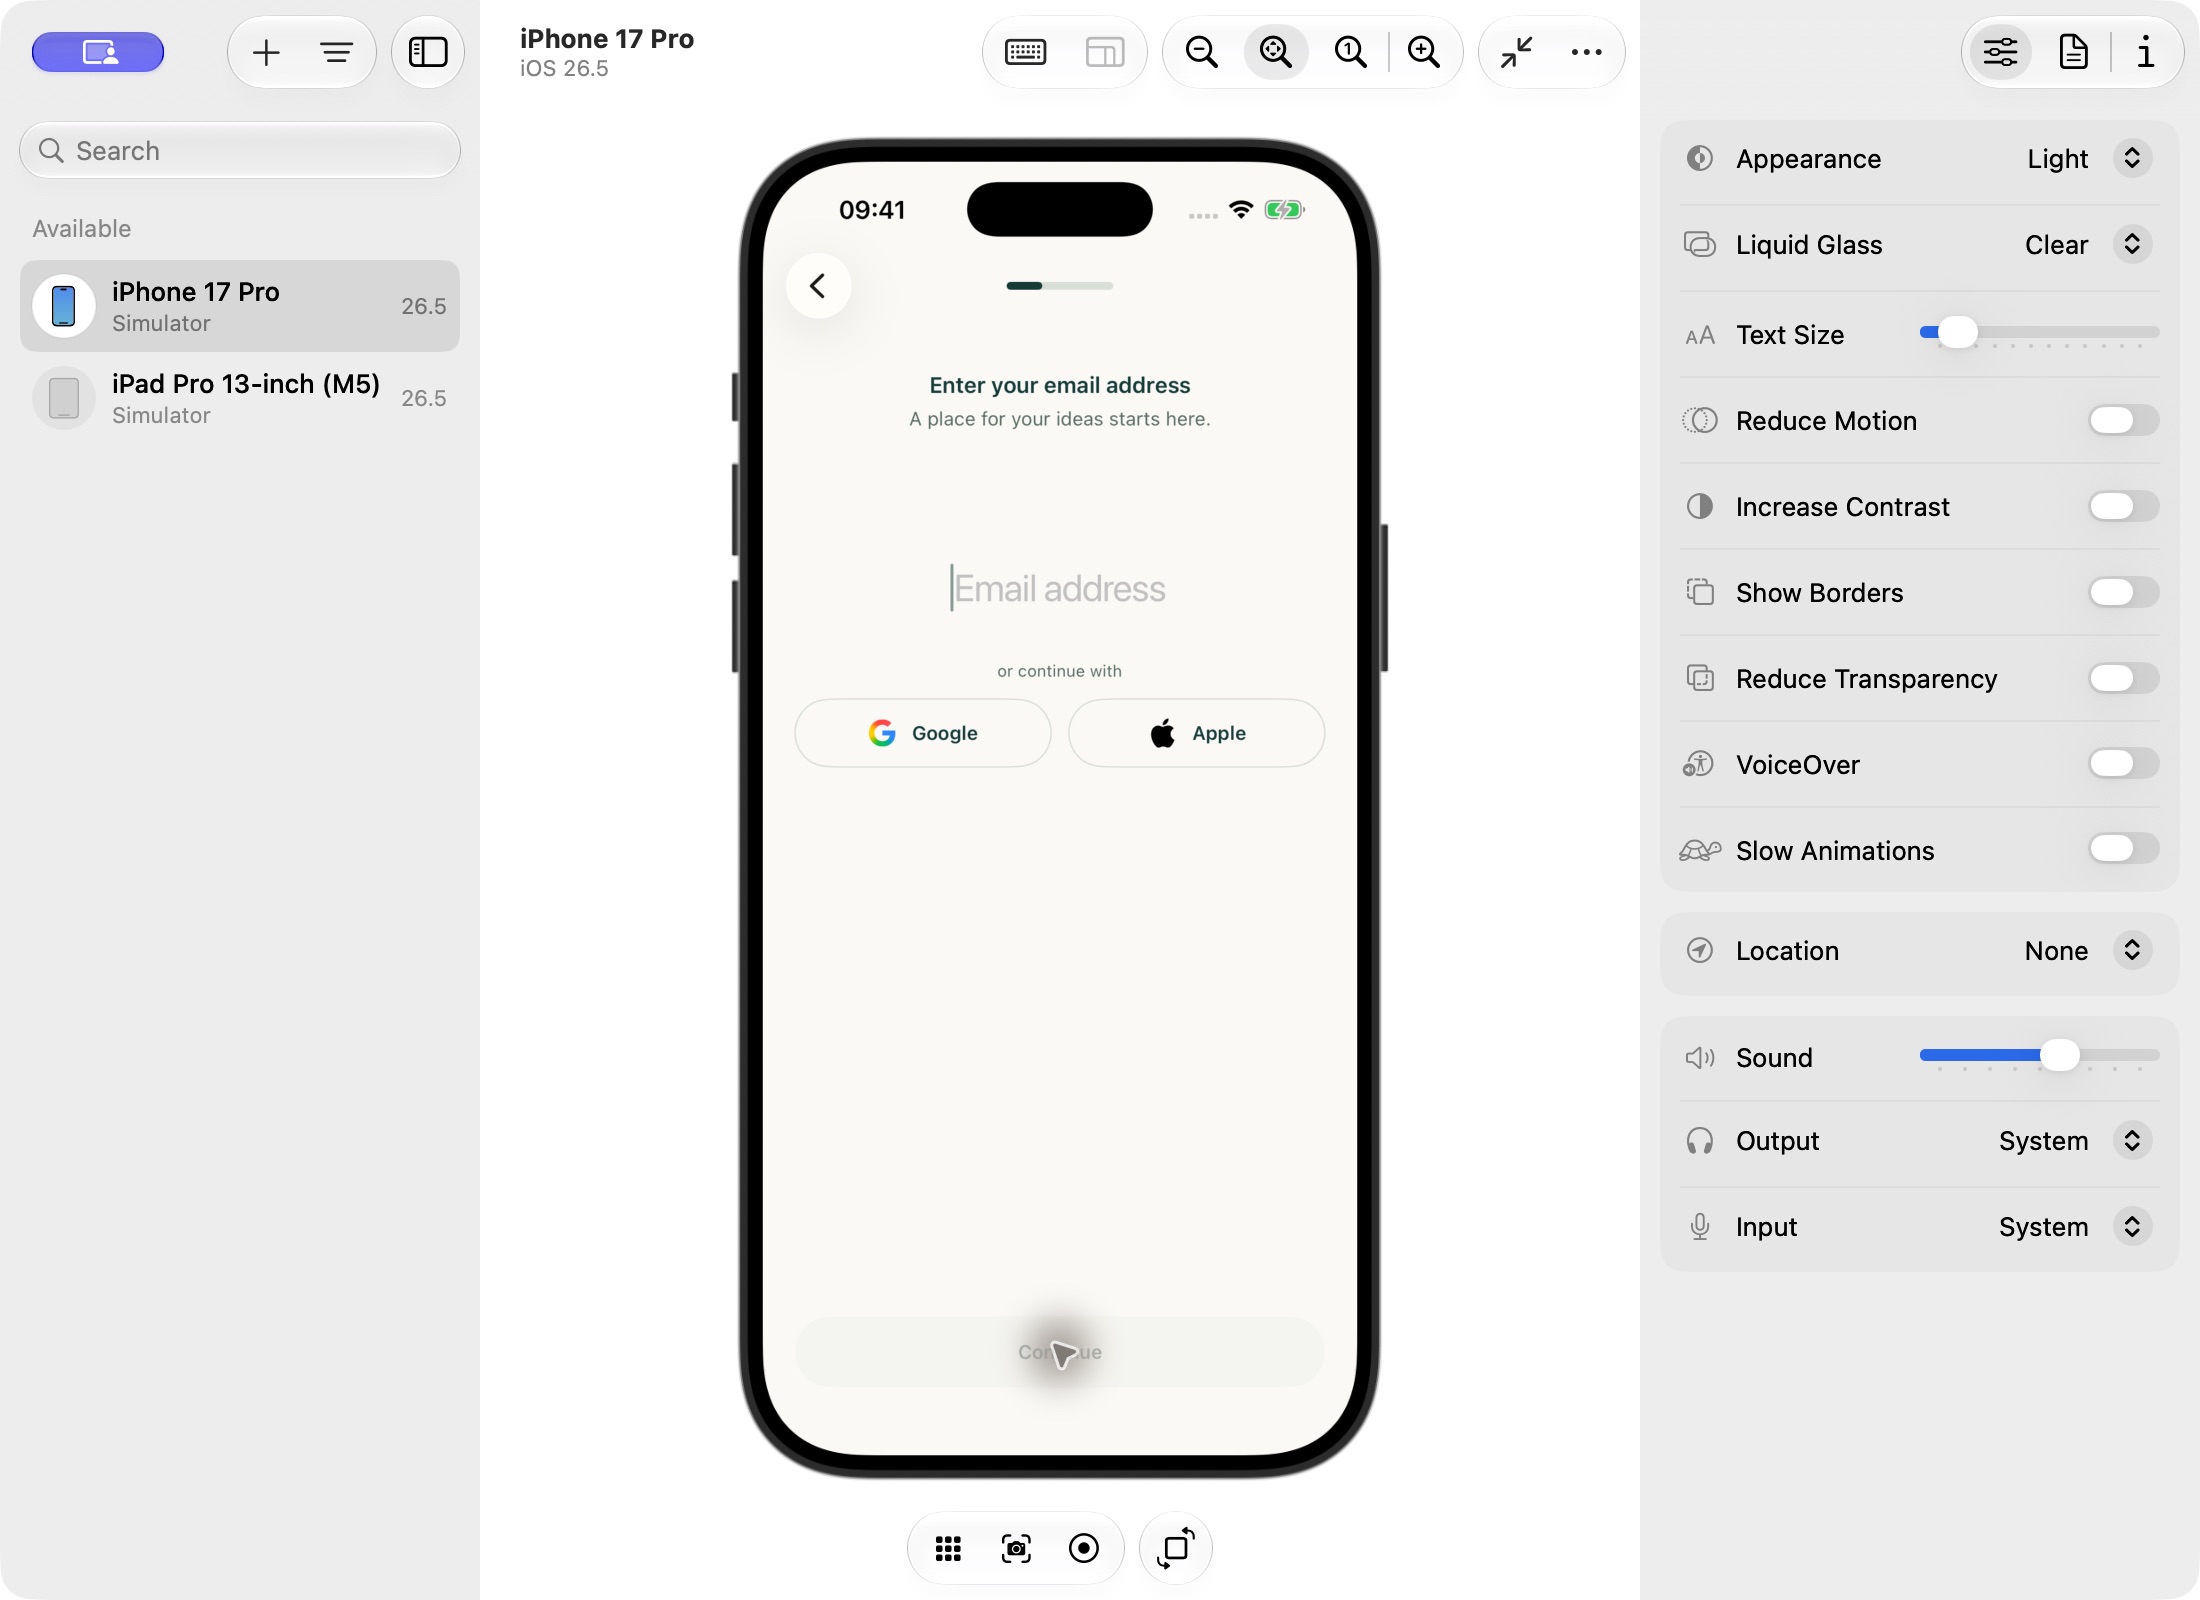 Search
Available
iPhone 17 Pro
Simulator
26.5
iPad Pro 13-inch (M5)
Simulator
26.5
iPhone 17 Pro
iOS 26.5
09:41
Enter your email address
A place for your ideas starts here.
Email address
or continue with
Google
Apple
Appearance
Light
Liquid Glass
Clear
Text Size
Reduce Motion
Increase Contrast
Show Borders
Reduce Transparency
VoiceOver
Slow Animations
Location
None
Sound
Output
System
Input
System